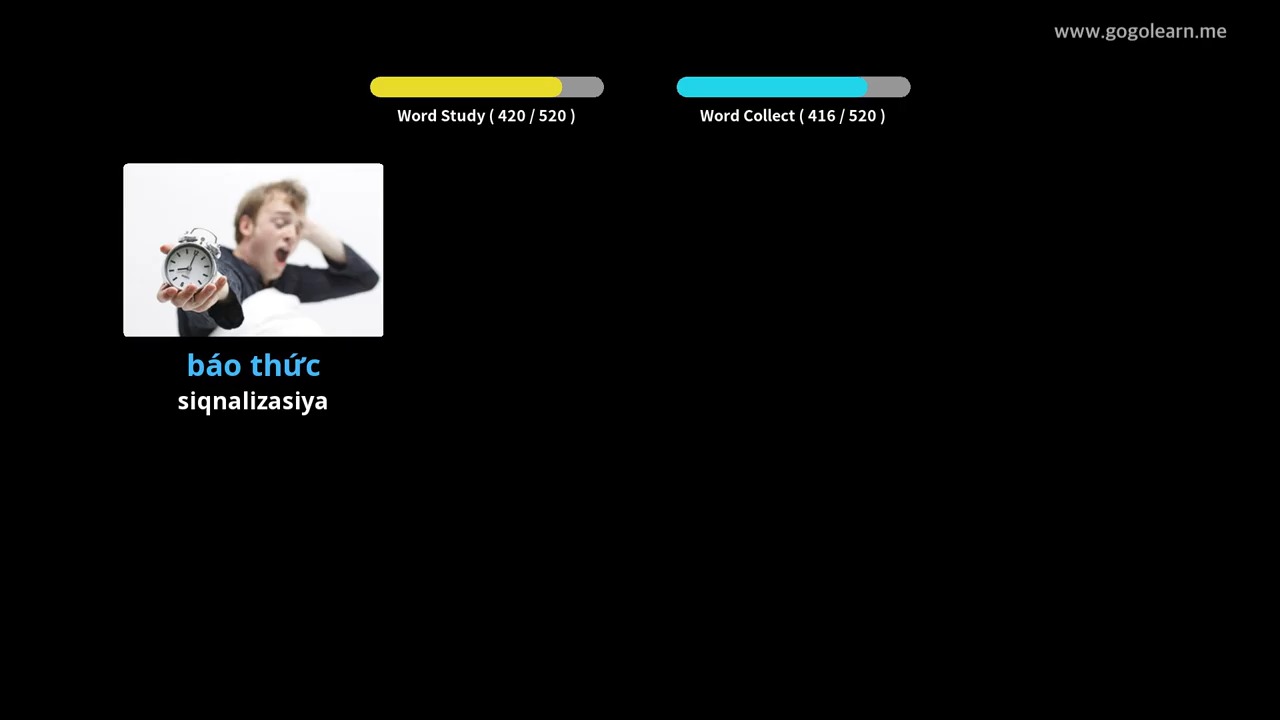 www.gogolearn.me
Word Study ( 420 / 520 )
Word Collect ( 416 / 520 )
báo thức
siqnalizasiya